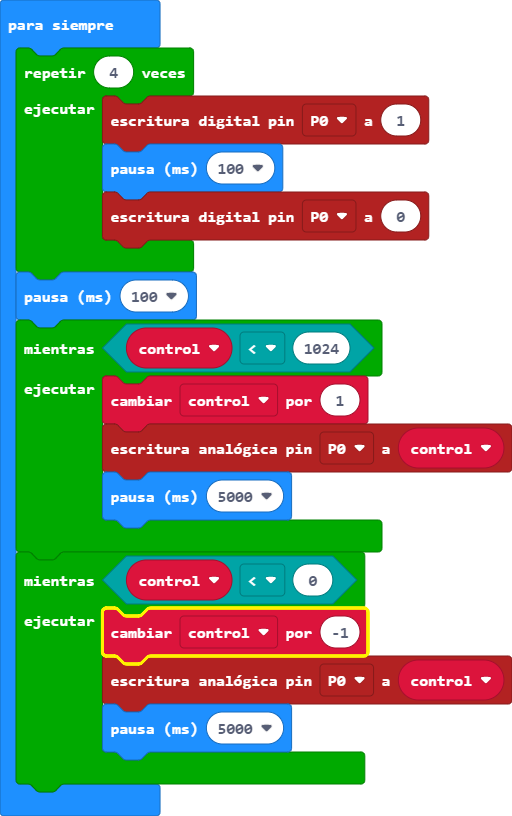 para siempre
repetir 4 veces
ejecutar
escritura digital pin P0 a 1
pausa (ms) 100
escritura digital pin P0 a 0
pausa (ms) 100
mientras control < 1024
ejecutar
cambiar control por 1
escritura analógica pin P0 a control
pausa (ms) 5000
mientras control < 0
ejecutar
cambiar control por -1
escritura analógica pin P0 a control
pausa (ms) 5000